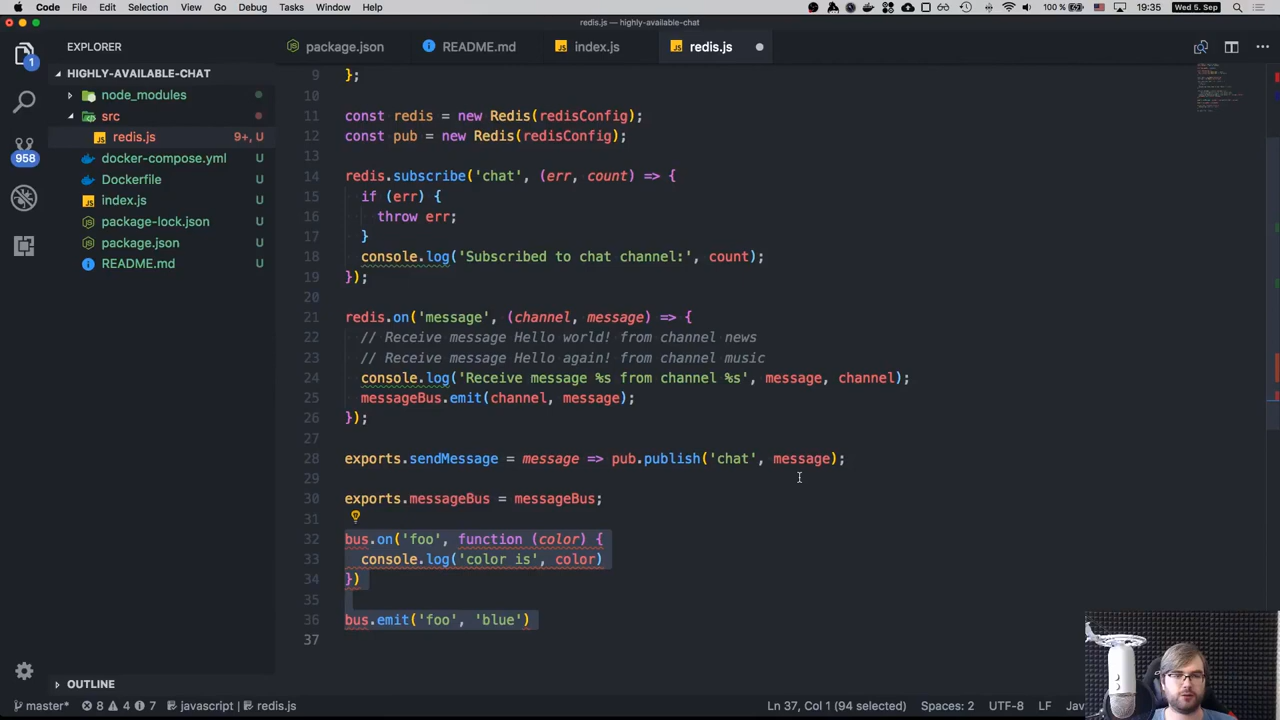 Code File Edit Selection View Go Debug Tasks Window Help 100% 19:35 Wed 5. Sep
redis.js — highly-available-chat
EXPLORER
package.json
README.md
index.js
redis.js
HIGHLY-AVAILABLE-CHAT
node_modules
src
redis.js 9+, U
docker-compose.yml U
Dockerfile U
index.js U
package-lock.json U
package.json U
README.md U
1
958
9 };
10
11 const redis = new Redis(redisConfig);
12 const pub = new Redis(redisConfig);
13
14 redis.subscribe('chat', (err, count) => {
15 if (err) {
16 throw err;
17 }
18 console.log('Subscribed to chat channel:', count);
19 });
20
21 redis.on('message', (channel, message) => {
22 // Receive message Hello world! from channel news
23 // Receive message Hello again! from channel music
24 console.log('Receive message %s from channel %s', message, channel);
25 messageBus.emit(channel, message);
26 });
27
28 exports.sendMessage = message => pub.publish('chat', message);
29
30 exports.messageBus = messageBus;
31
32 bus.on('foo', function (color) {
33 console.log('color is', color)
34 })
35
36 bus.emit('foo', 'blue')
37
OUTLINE
master* 8 4 7 javascript | redis.js Ln 37, Col 1 (94 selected) Spaces: 2 UTF-8 LF